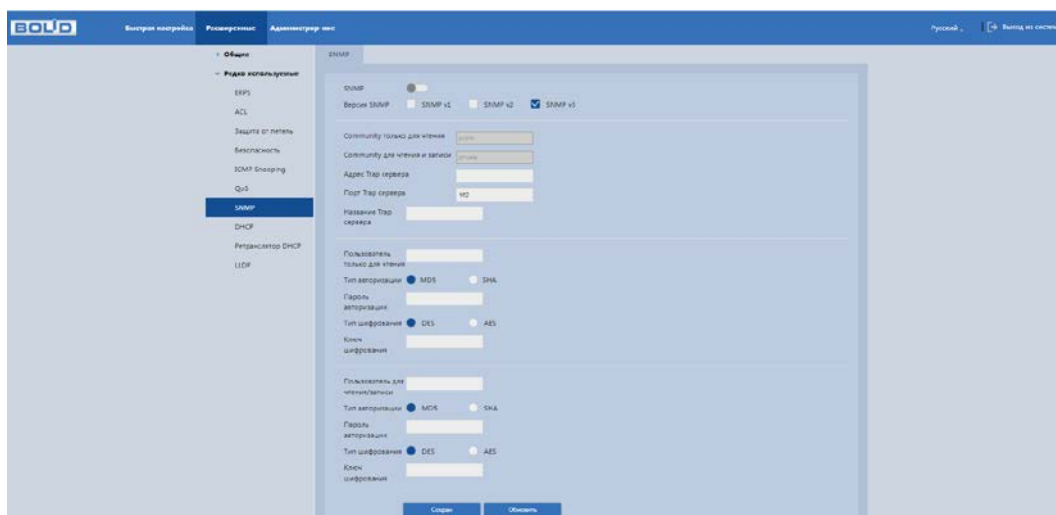 BOLID
Быстрая настройка Расширенные
Русский Выход из систем
Общие
SNMP
Редко используемые
ERPS
ACL
Защита от петель
Безопасность
IGMP Snooping
QoS
SNMP
DHCP
Ретранслятор DHCP
LLDP
SNMP
Версия SNMP SNMP v1 SNMP v2 SNMP v3
Community только для чтения
Community для чтения и записи
Адрес Trap сервера
Порт Trap сервера 162
Название Trap
сервера
Пользователь
только для чтения
Тип авторизации MD5 SHA
Пароль
авторизации
Тип шифрования DES AES
Ключ
шифрования
Пользователь для
чтения/записи
Тип авторизации MD5 SHA
Пароль
авторизации
Тип шифрования DES AES
Ключ
шифрования
Сохран Обновить